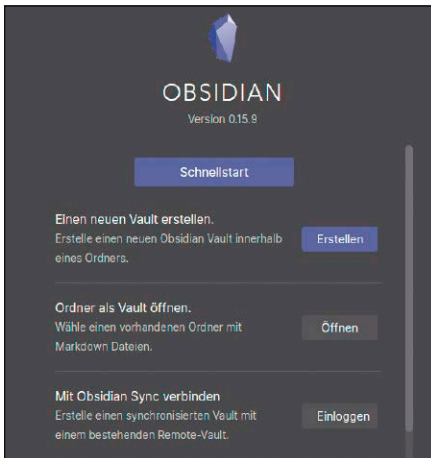 OBSIDIAN
Version 0.15.9
Schnellstart
Einen neuen Vault erstellen.
Erstelle einen neuen Obsidian Vault innerhalb
eines Ordners.
Erstellen
Ordner als Vault öffnen.
Wähle einen vorhandenen Ordner mit
Markdown Dateien.
Öffnen
Mit Obsidian Sync verbinden
Erstelle einen synchronisierten Vault mit
einem bestehenden Remote-Vault.
Einloggen